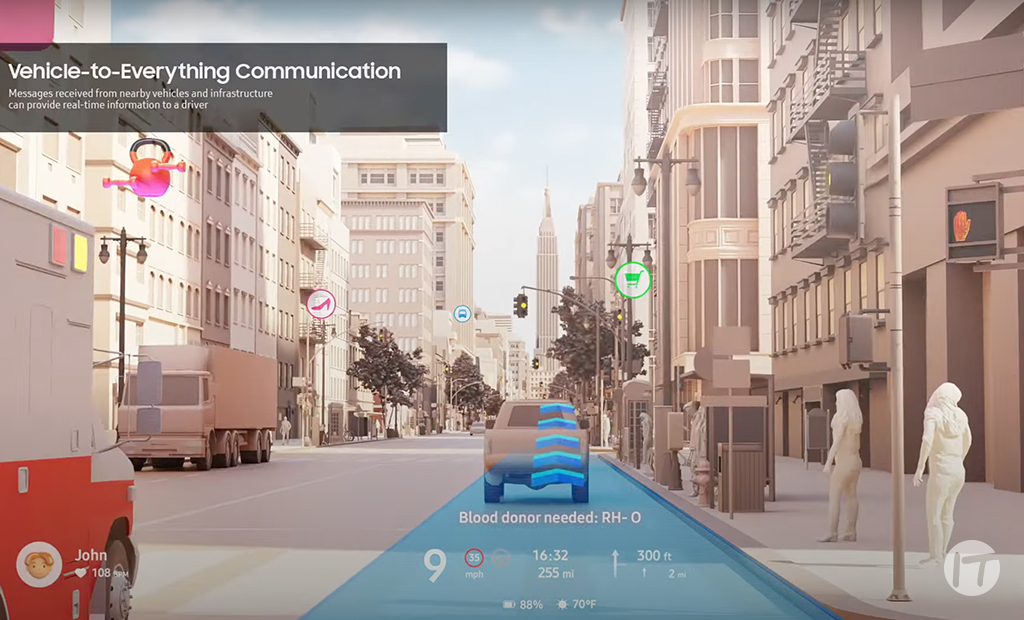 Vehicle-to-Everything Communication
Messages received from nearby vehicles and infrastructure
can provide real-time information to a driver
Blood donor needed: RH- O
John
108 BPM
9
35
mph
16:32
255 mi
300 ft
2 mi
88%
70°F
IT